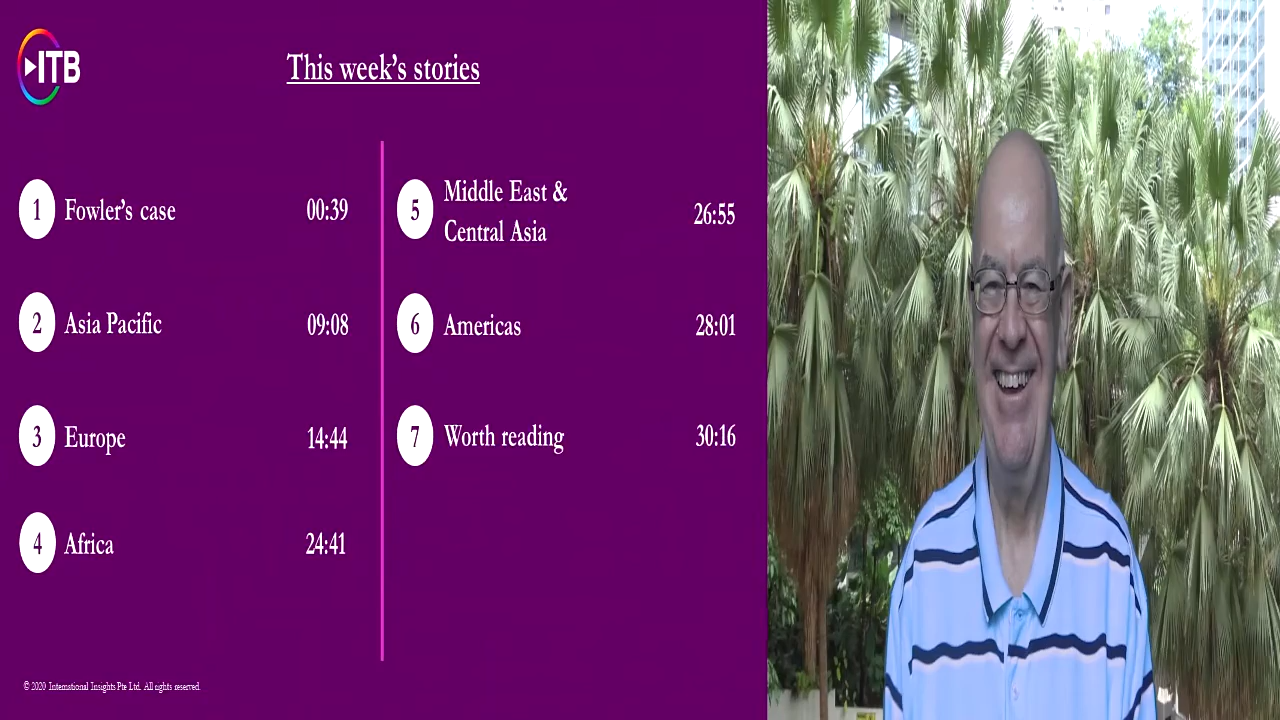 ITB
This week's stories
1 Fowler's case 00:39
2 Asia Pacific 09:08
3 Europe 14:44
4 Africa 24:41
5 Middle East &
Central Asia 26:55
6 Americas 28:01
7 Worth reading 30:16
© 2020 International Insights Pte Ltd. All rights reserved.